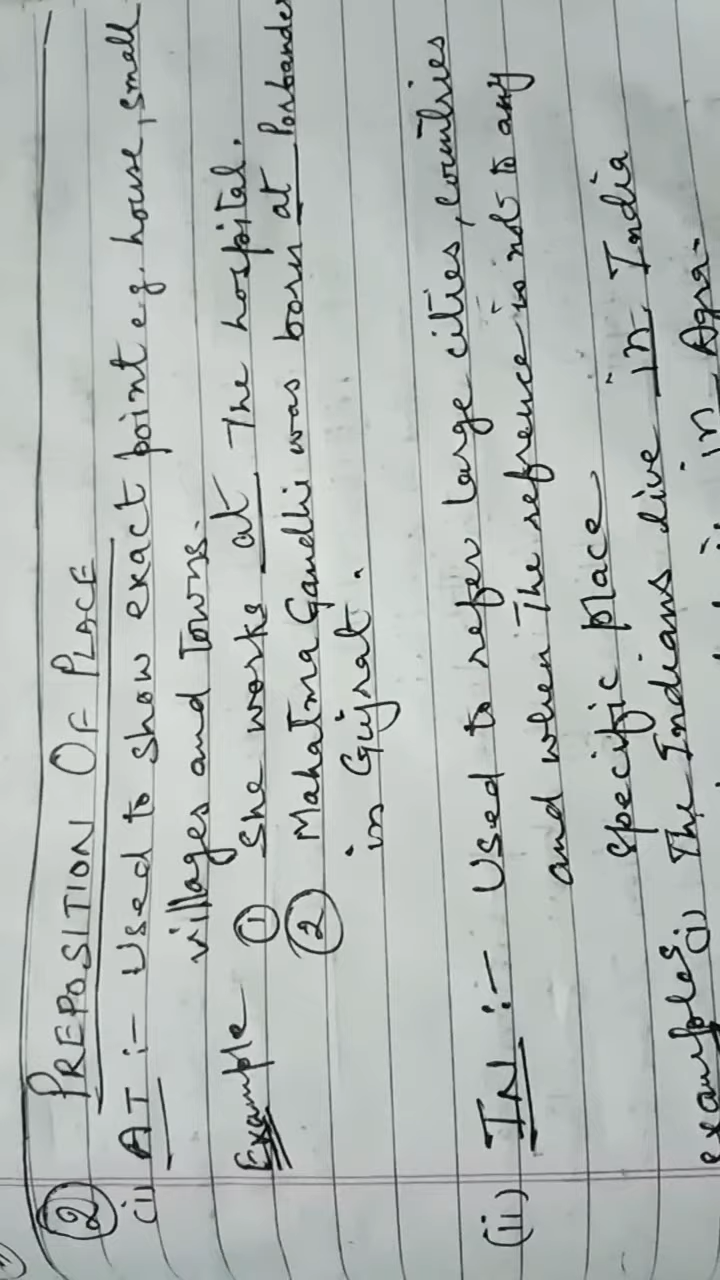 ② PREPOSITION OF PLACE
(i) AT :- Used to show exact point e.g. house, small
villages and towns.
Example ① She works at the hospital.
② Mahatma Gandhi was born at Porbander
in Gujrat.
(ii) IN :- Used to refer large cities, countries
and when the refrence is not to any
specific place
examples (i) The Indians live in India
in Agra.